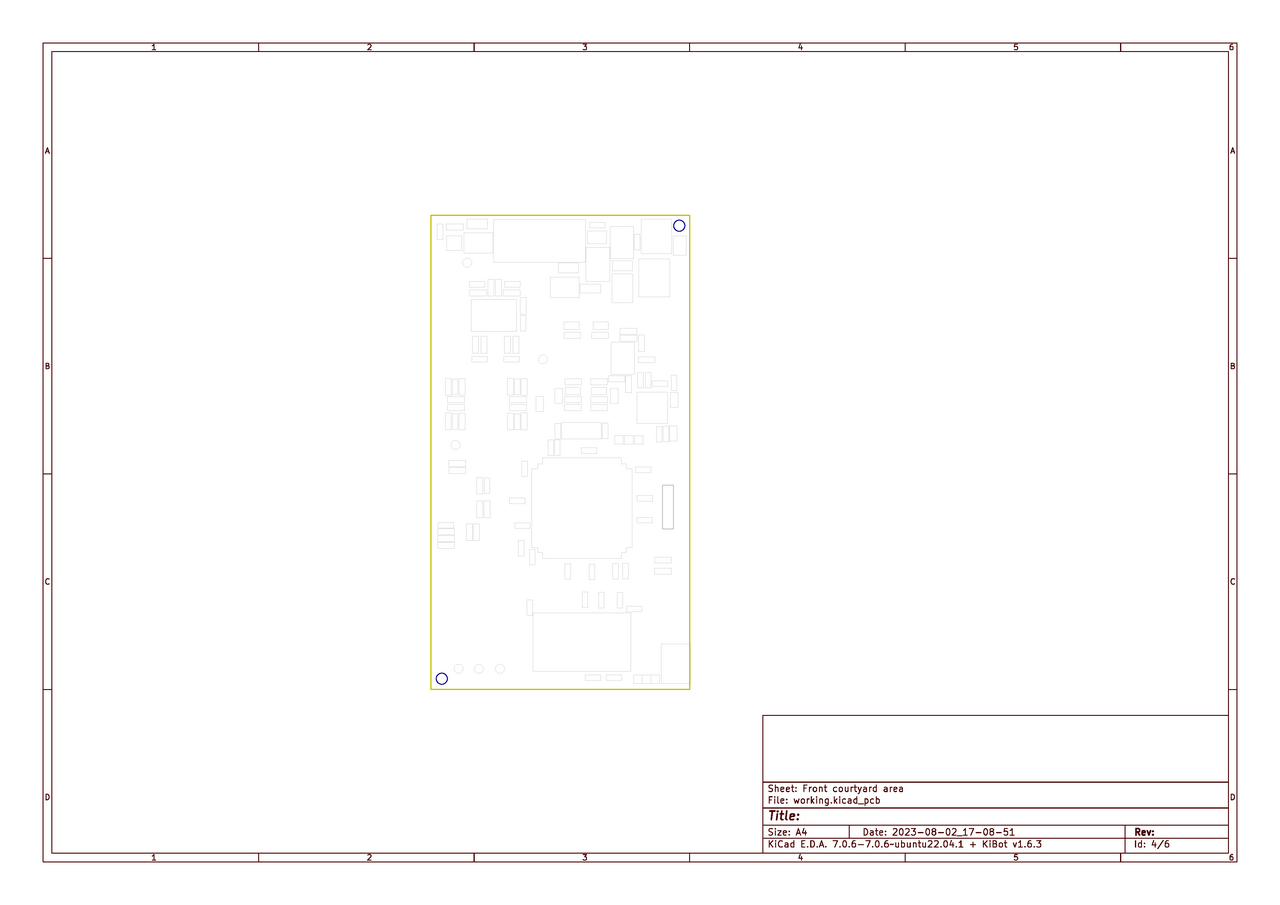 1 2 3 4 5 6
A A
B B
C C
D D
Sheet: Front courtyard area
File: working.kicad_pcb
Title:
Size: A4 Date: 2023-08-02_17-08-51 Rev:
KiCad E.D.A. 7.0.6-7.0.6~ubuntu22.04.1 + KiBot v1.6.3 Id: 4/6
1 2 3 4 5 6